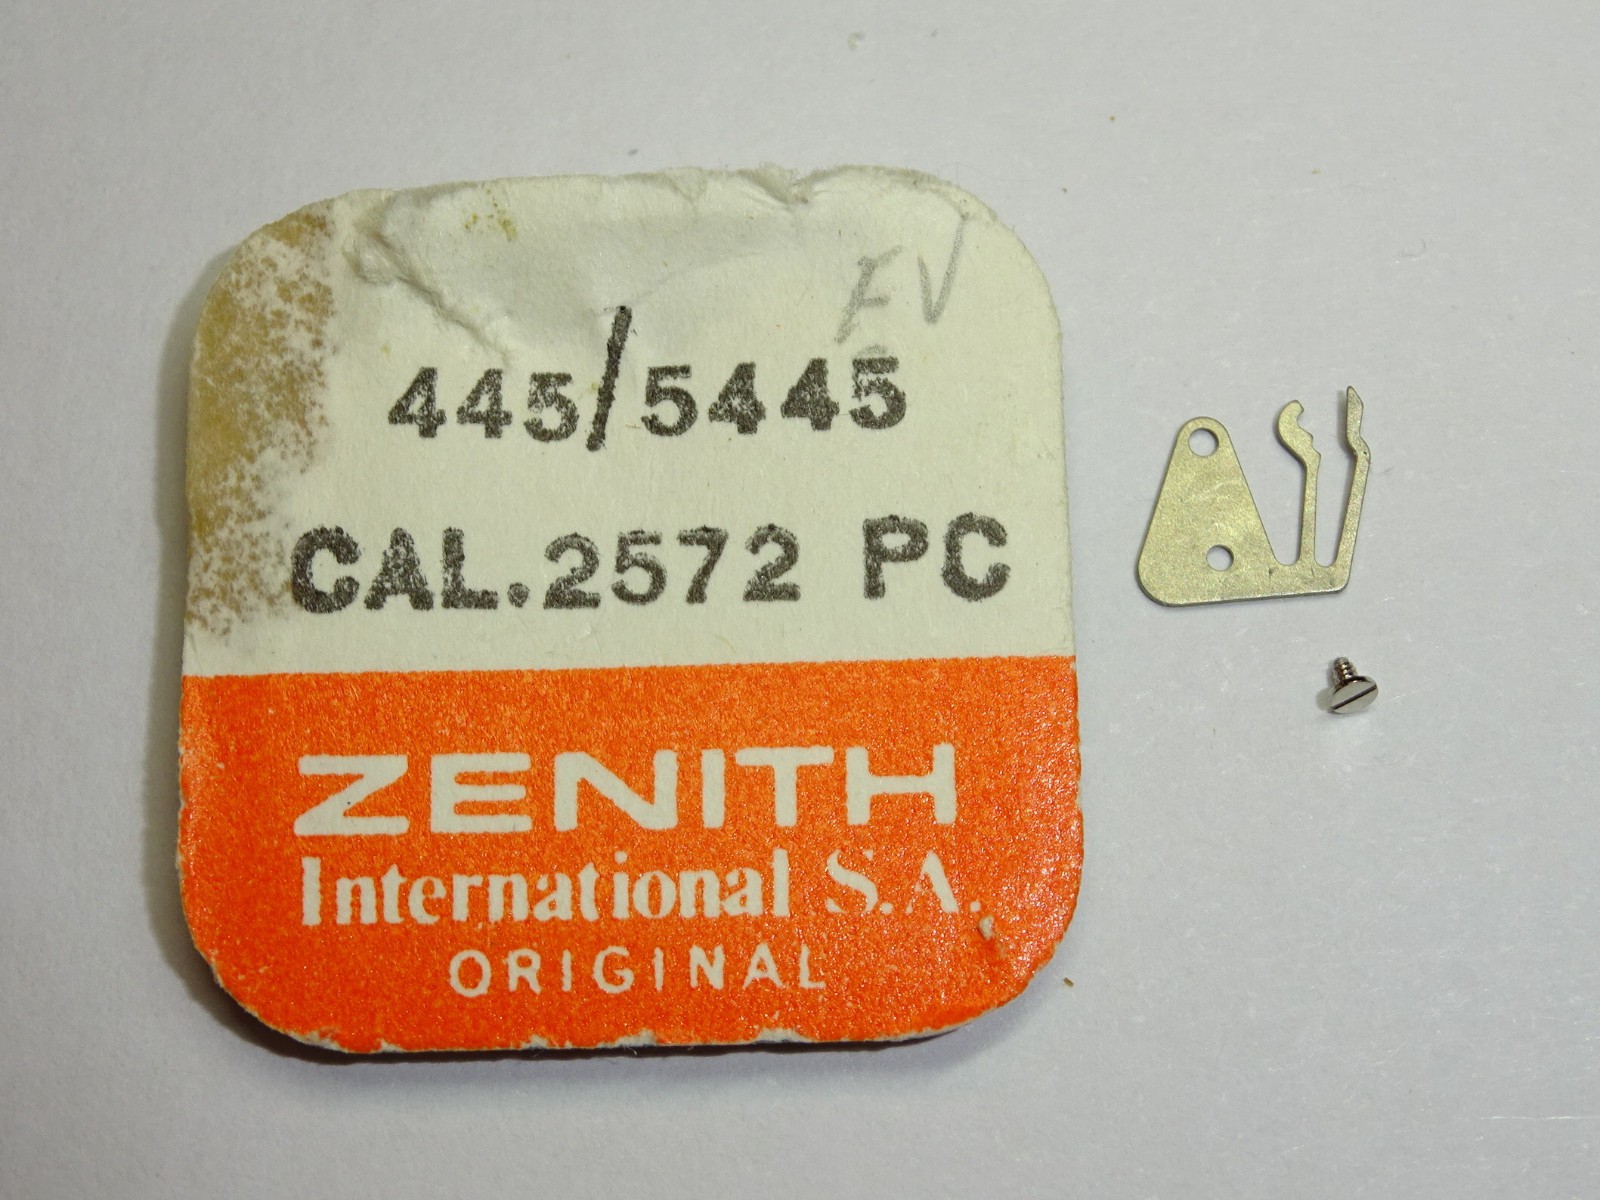 FV
445/5445
CAL.2572 PC
ZENITH
International S.A.
ORIGINAL